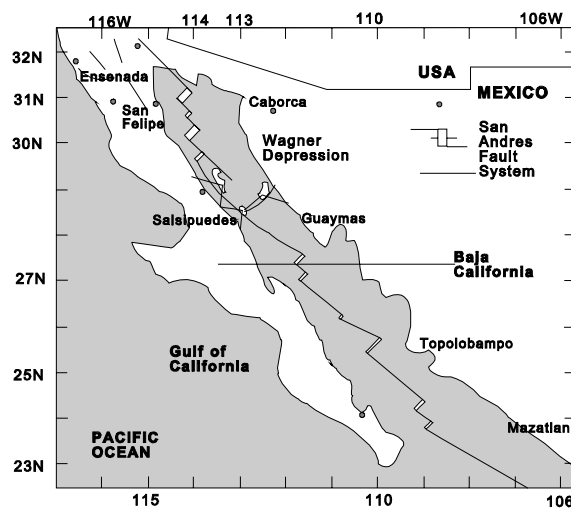 116W 114 113 110 106W
32N
Ensenada
USA
31N
MEXICO
San
Felipe
Caborca
San
Andres
Fault
System
30N
Wagner
Depression
Salsipuedes
Guaymas
Baja
California
27N
Topolobampo
Gulf of
California
25N
Mazatlan
PACIFIC
OCEAN
23N
115 110 106